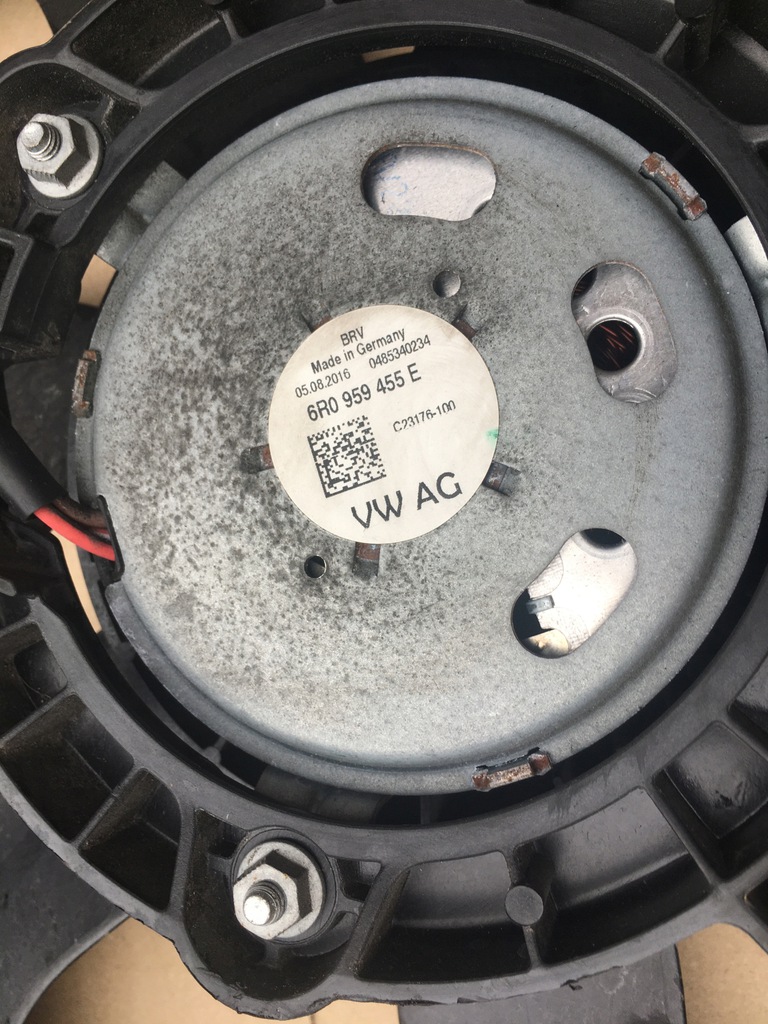 BRV
Made in Germany
05.08.2016 0485340234
6R0 959 455 E
C23176-100
VW AG